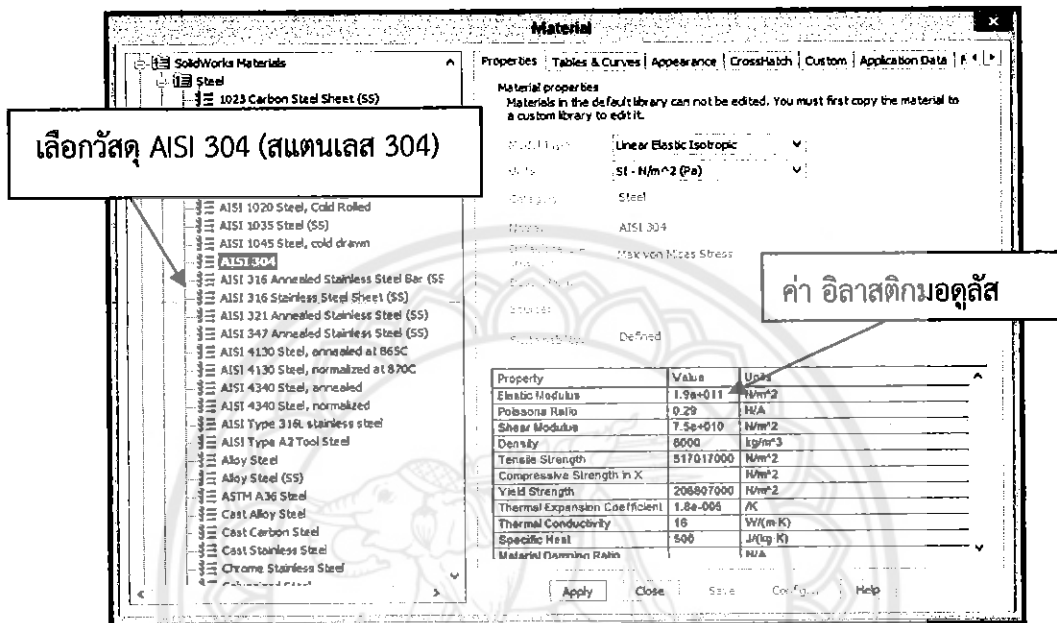 Material
SolidWorks Materials
Steel
1023 Carbon Steel Sheet (SS)
เลือกวัสดุ AISI 304 (สแตนเลส 304)
AISI 1020 Steel, Cold Rolled
AISI 1035 Steel (SS)
AISI 1045 Steel, cold drawn
AISI 304
AISI 316 Annealed Stainless Steel Bar (SS
AISI 316 Stainless Steel Sheet (SS)
AISI 321 Annealed Stainless Steel (SS)
AISI 347 Annealed Stainless Steel (SS)
AISI 4130 Steel, annealed at 865C
AISI 4130 Steel, normalized at 870C
AISI 4340 Steel, annealed
AISI 4340 Steel, normalized
AISI Type 316L stainless steel
AISI Type A2 Tool Steel
Alloy Steel
Alloy Steel (SS)
ASTM A36 Steel
Cast Alloy Steel
Cast Carbon Steel
Cast Stainless Steel
Chrome Stainless Steel
Properties Tables & Curves Appearance CrossHatch Custom Application Data
Material properties
Materials in the default library can not be edited. You must first copy the material to
a custom library to edit it.
Linear Elastic Isotropic
SI - N/m^2 (Pa)
Category: Steel
AISI 304
Max von Mises Stress
ค่า อิลาสติกมอดุลัส
Defined
Property Value Units
Elastic Modulus 1.9e+011 N/m^2
Poissons Ratio 0.29 N/A
Shear Modulus 7.5e+010 N/m^2
Density 8000 kg/m^3
Tensile Strength 517017000 N/m^2
Compressive Strength in X N/m^2
Yield Strength 206807000 N/m^2
Thermal Expansion Coefficient 1.8e-005 /K
Thermal Conductivity 16 W/(m·K)
Specific Heat 500 J/(kg·K)
Material Damping Ratio N/A
Apply Close Save Config... Help